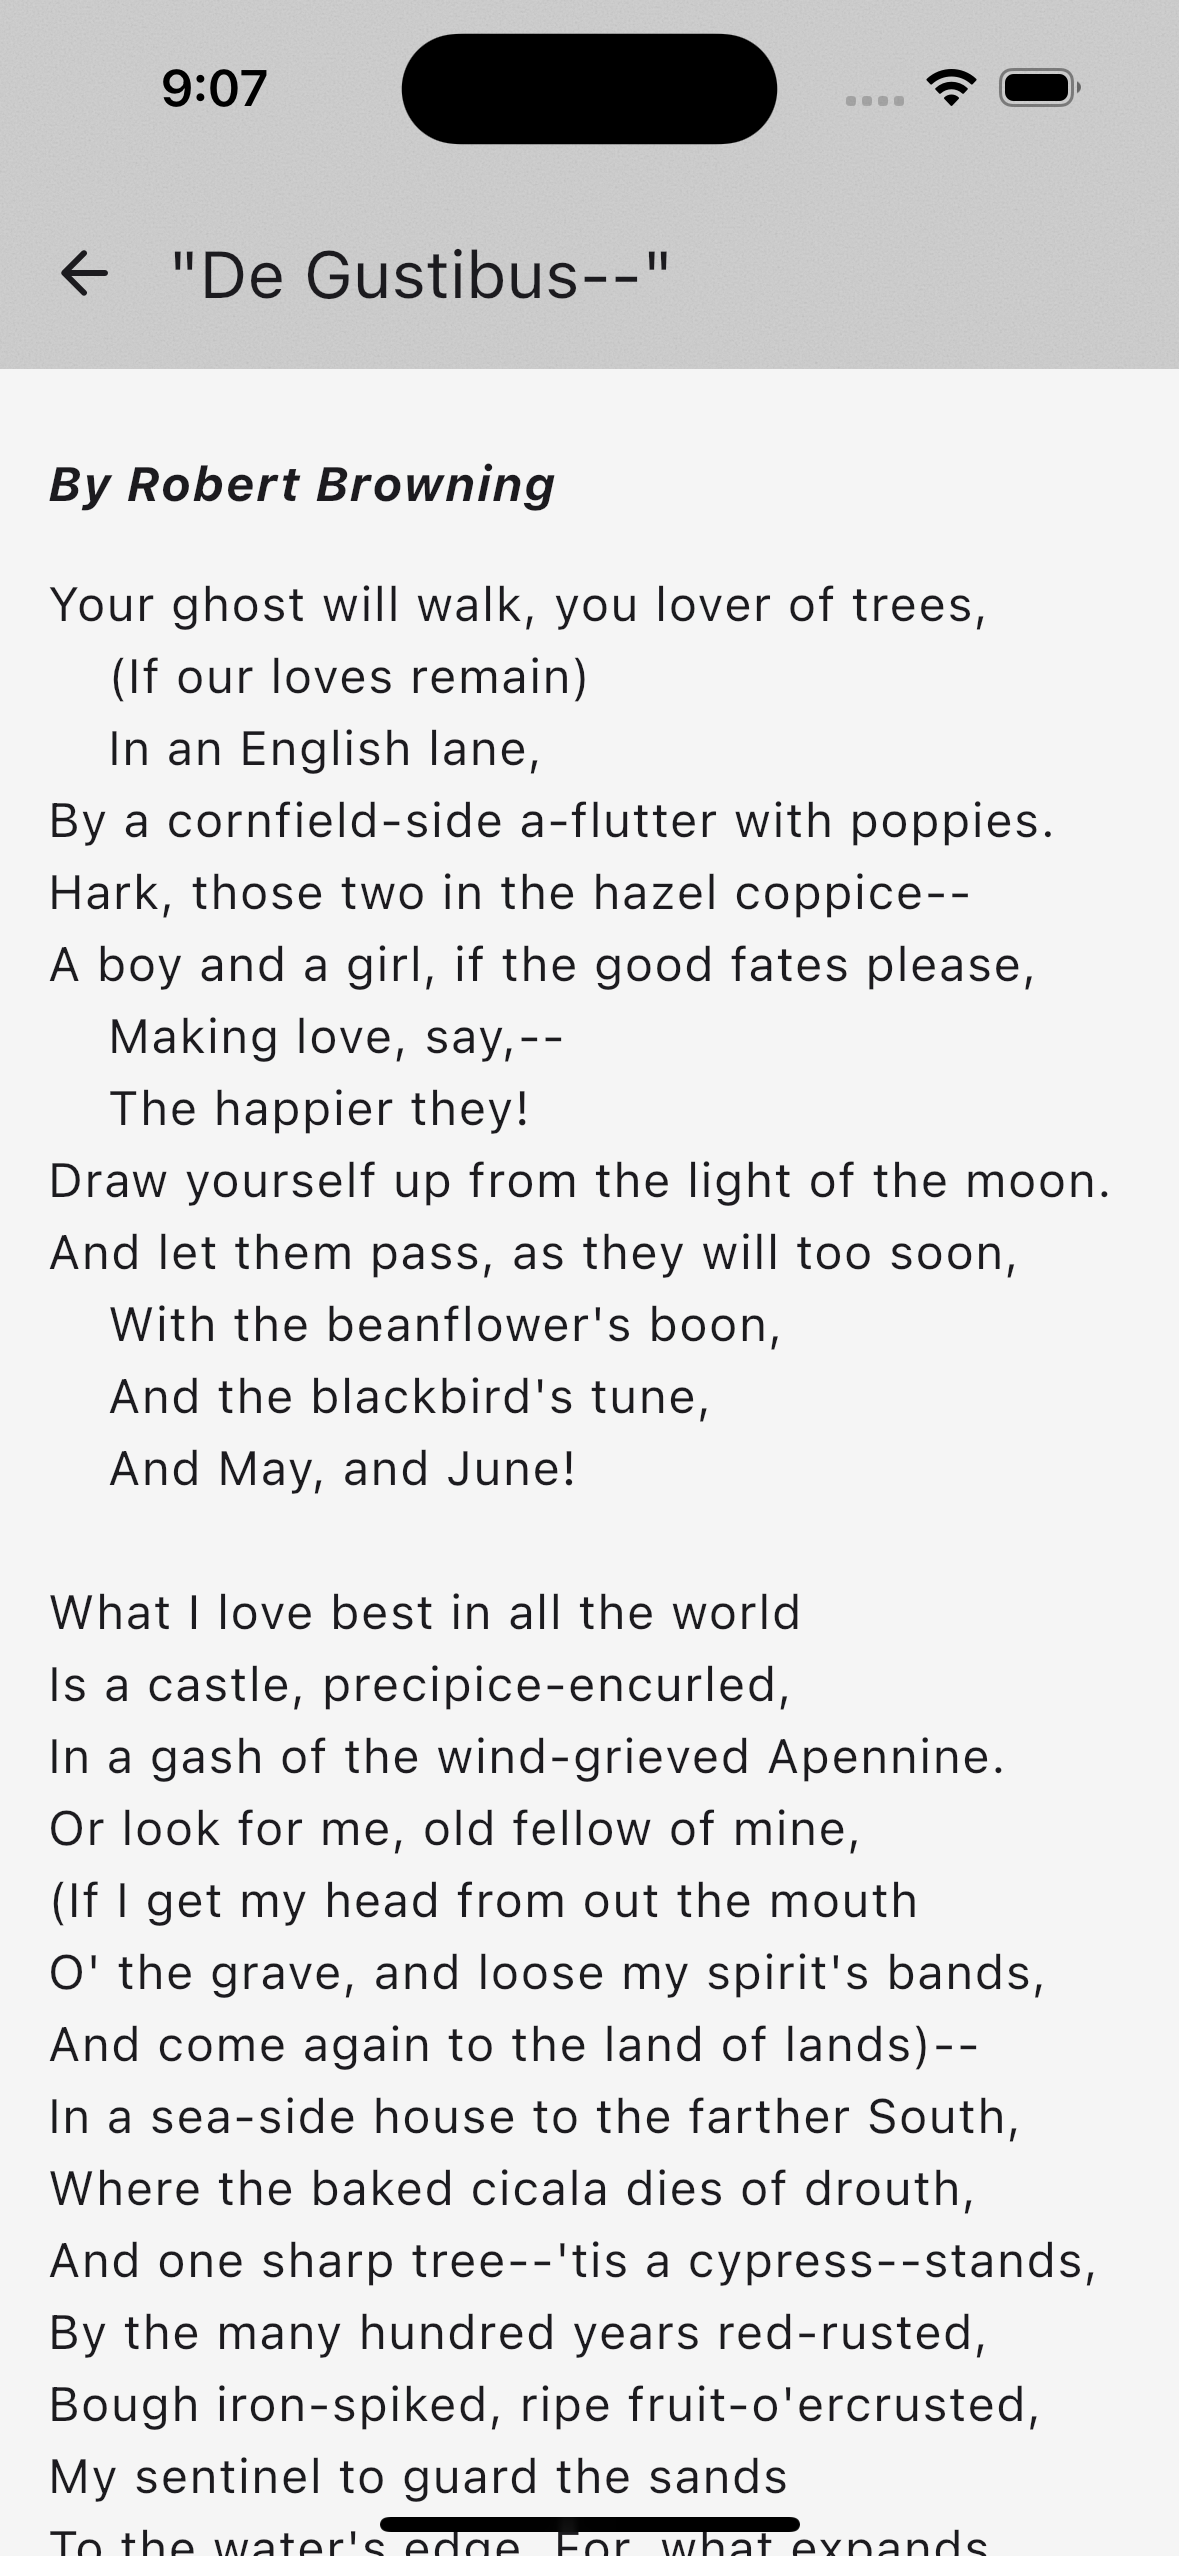 9:07
"De Gustibus--"
By Robert Browning
Your ghost will walk, you lover of trees,
(If our loves remain)
In an English lane,
By a cornfield-side a-flutter with poppies.
Hark, those two in the hazel coppice--
A boy and a girl, if the good fates please,
Making love, say,--
The happier they!
Draw yourself up from the light of the moon.
And let them pass, as they will too soon,
With the beanflower's boon,
And the blackbird's tune,
And May, and June!

What I love best in all the world
Is a castle, precipice-encurled,
In a gash of the wind-grieved Apennine.
Or look for me, old fellow of mine,
(If I get my head from out the mouth
O' the grave, and loose my spirit's bands,
And come again to the land of lands)--
In a sea-side house to the farther South,
Where the baked cicala dies of drouth,
And one sharp tree--'tis a cypress--stands,
By the many hundred years red-rusted,
Bough iron-spiked, ripe fruit-o'ercrusted,
My sentinel to guard the sands
To the water's edge. For, what expands